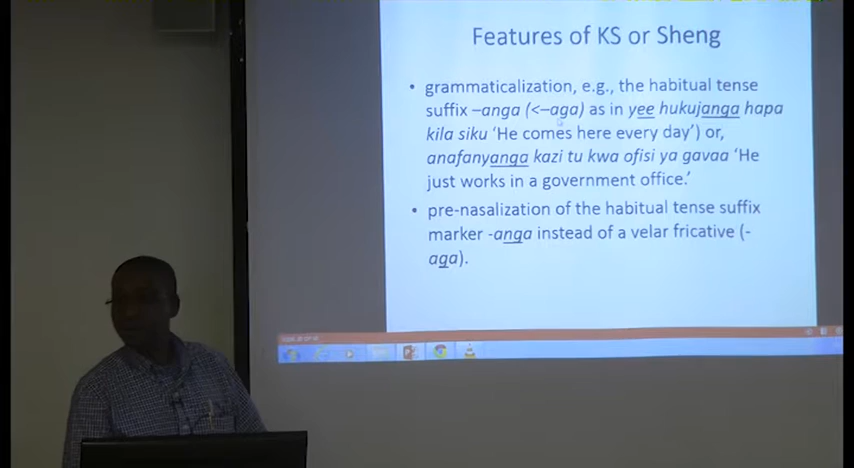 Features of KS or Sheng
• grammaticalization, e.g., the habitual tense
suffix –anga (<–aga) as in yee hukujanga hapa
kila siku ‘He comes here every day’) or,
anafanyanga kazi tu kwa ofisi ya gavaa ‘He
just works in a government office.’
• pre-nasalization of the habitual tense suffix
marker -anga instead of a velar fricative (-
aga).